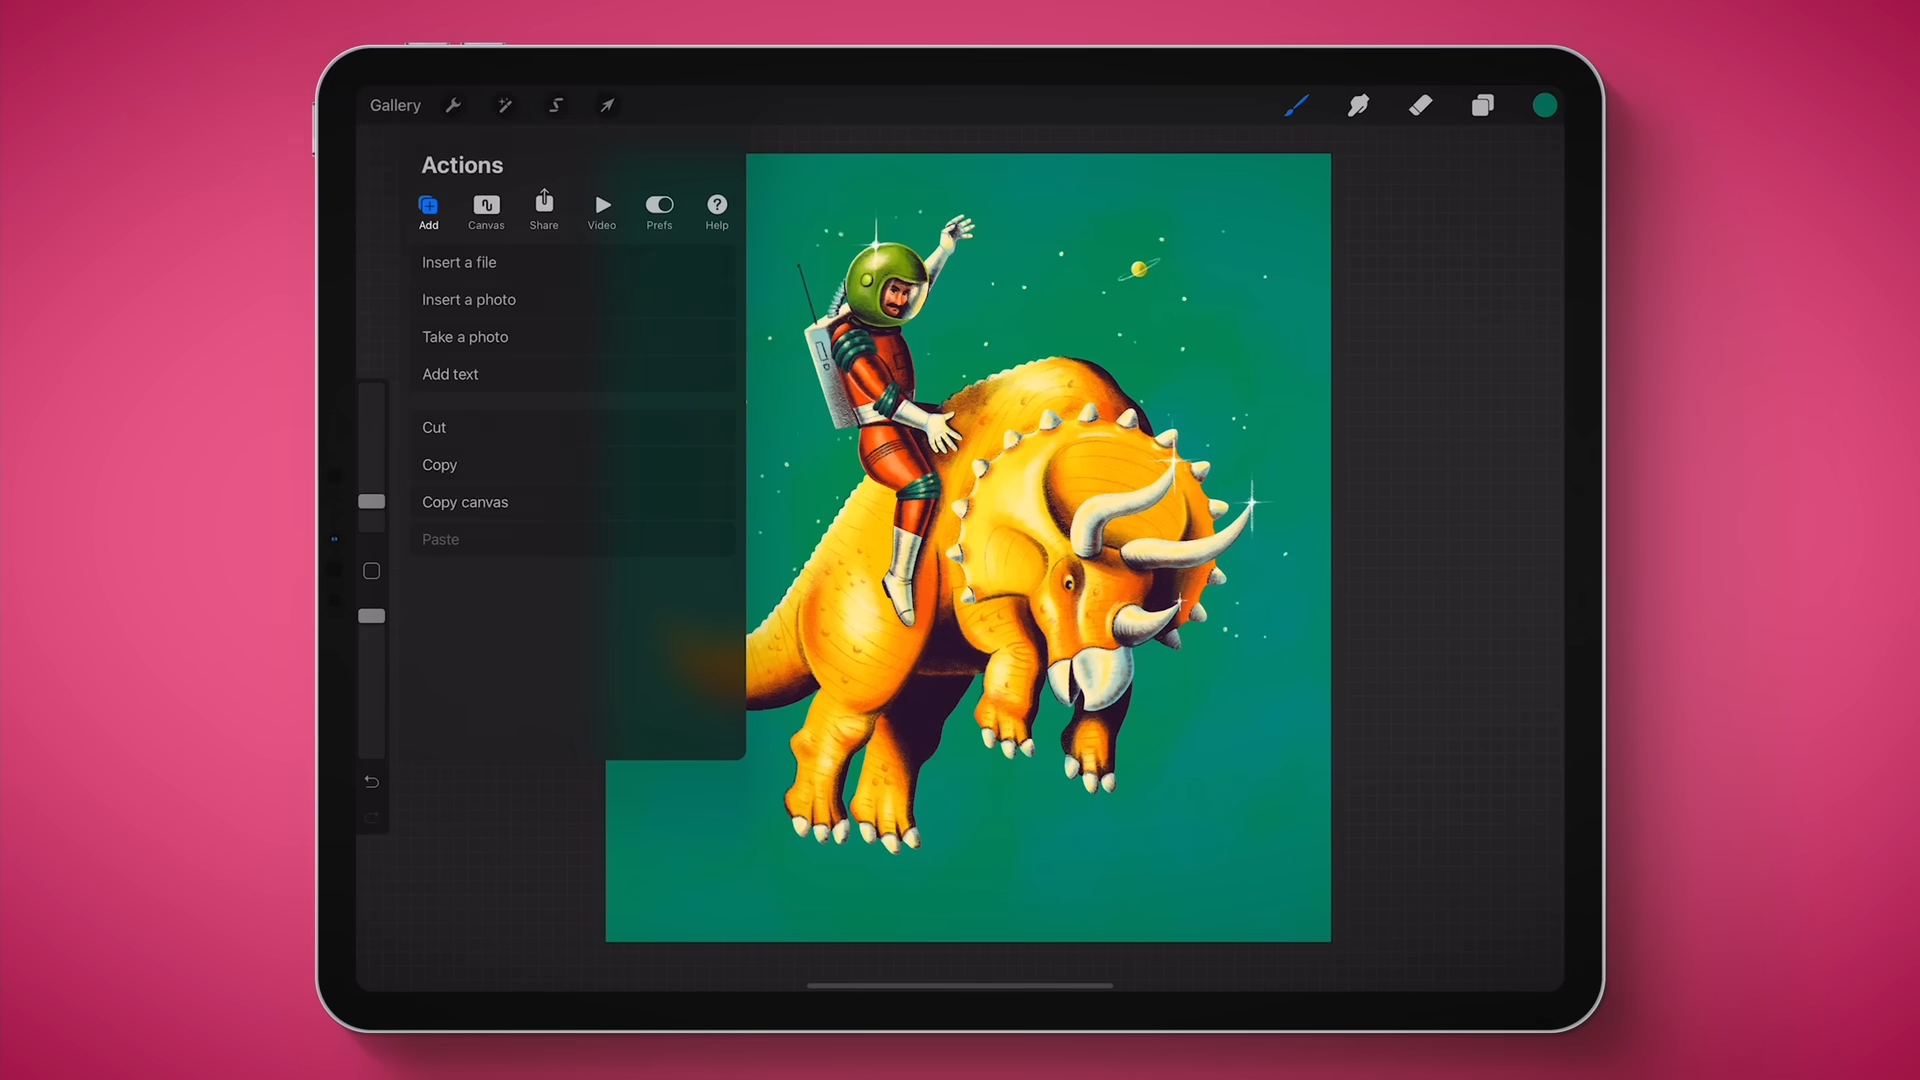 Gallery
Actions
Add Canvas Share Video Prefs Help
Insert a file
Insert a photo
Take a photo
Add text
Cut
Copy
Copy canvas
Paste